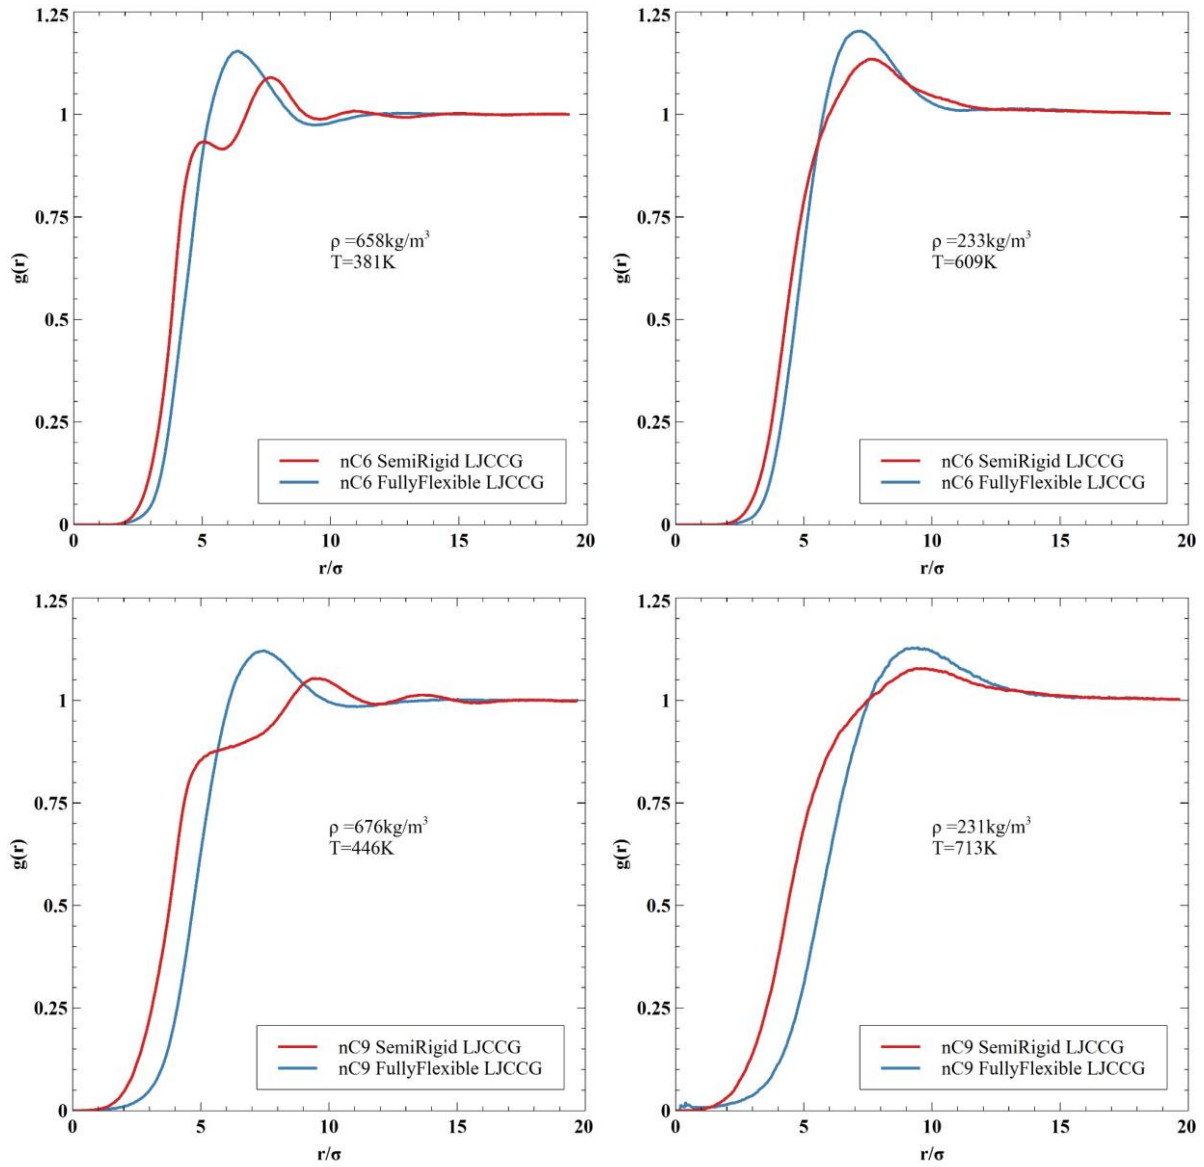 1.25
1
0.75
0.5
0.25
0
g(r)
ρ =658kg/m³
T=381K
nC6 SemiRigid LJCCG
nC6 FullyFlexible LJCCG
0 5 10 15 20
r/σ
1.25
1
0.75
0.5
0.25
0
g(r)
ρ =233kg/m³
T=609K
nC6 SemiRigid LJCCG
nC6 FullyFlexible LJCCG
0 5 10 15 20
r/σ
1.25
1
0.75
0.5
0.25
0
g(r)
ρ =676kg/m³
T=446K
nC9 SemiRigid LJCCG
nC9 FullyFlexible LJCCG
0 5 10 15 20
r/σ
1.25
1
0.75
0.5
0.25
0
g(r)
ρ =231kg/m³
T=713K
nC9 SemiRigid LJCCG
nC9 FullyFlexible LJCCG
0 5 10 15 20
r/σ